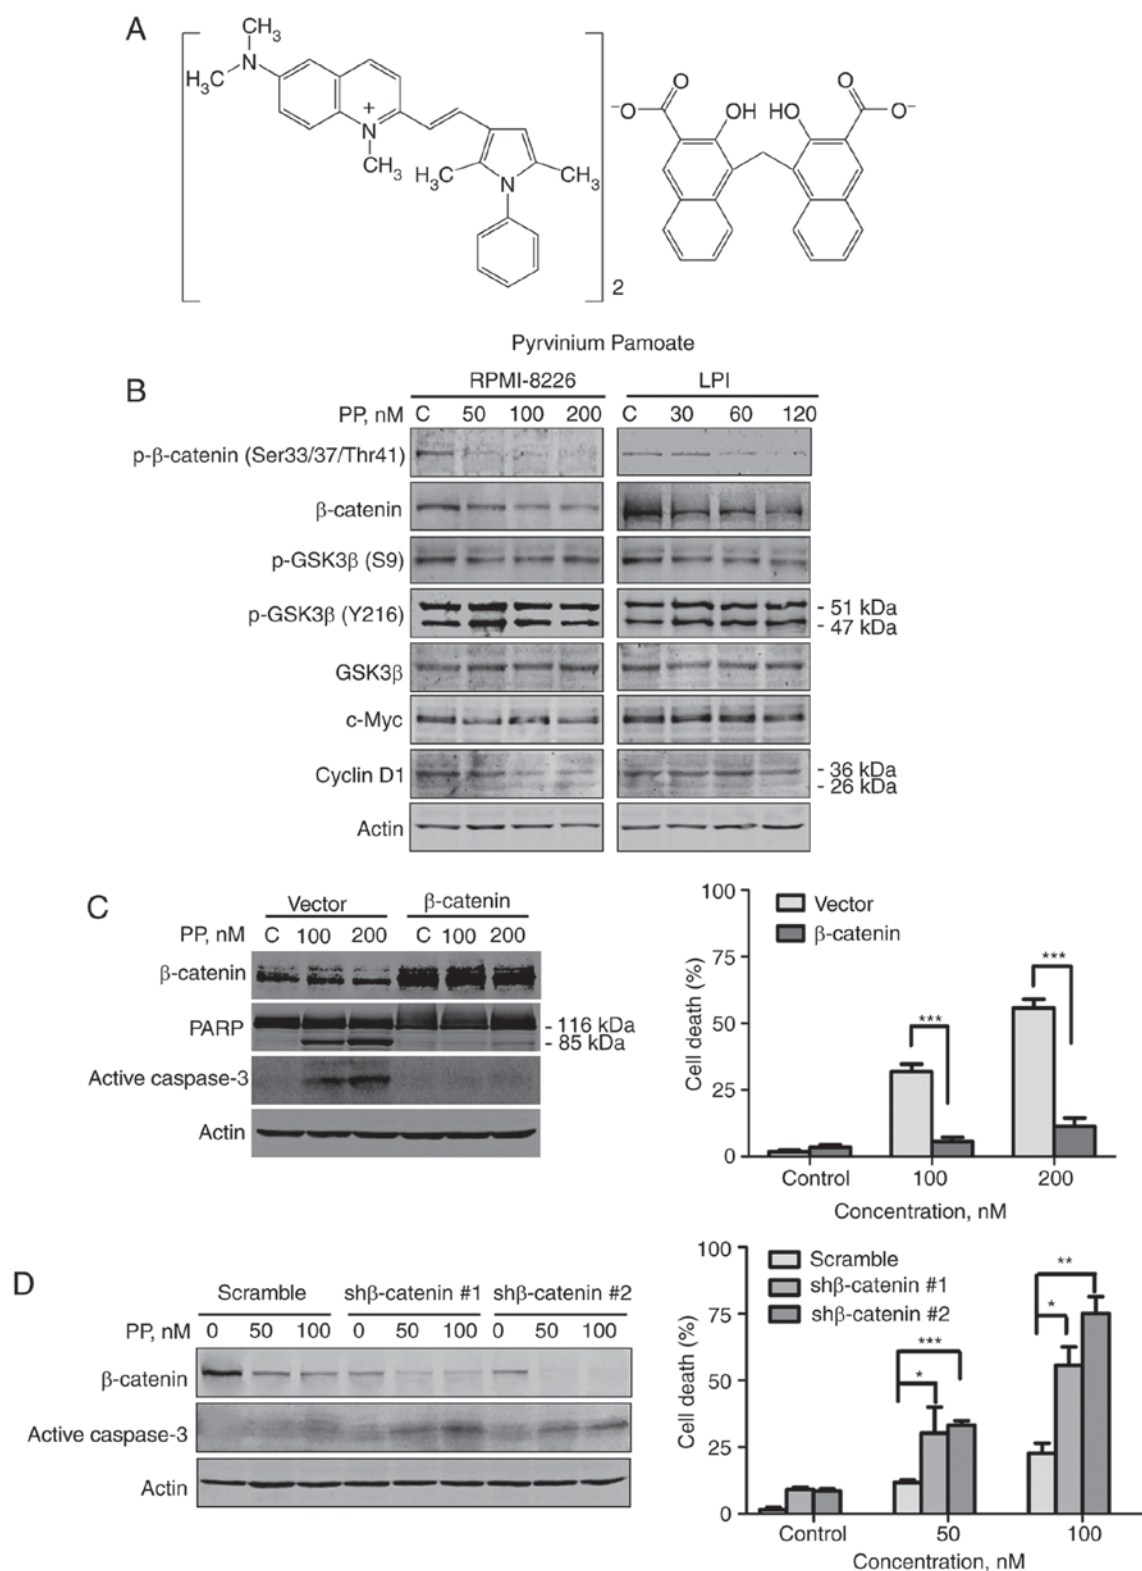 A
CH₃
N
H₃C
+
N
CH₃
H₃C
CH₃
N
2
O
⁻O
OH
HO
O
O⁻
Pyrvinium Pamoate
B
RPMI-8226 LPI
PP, nM C 50 100 200 C 30 60 120
p-β-catenin (Ser33/37/Thr41)
β-catenin
p-GSK3β (S9)
p-GSK3β (Y216)
- 51 kDa
- 47 kDa
GSK3β
c-Myc
Cyclin D1
- 36 kDa
- 26 kDa
Actin
C
Vector β-catenin
PP, nM C 100 200 C 100 200
β-catenin
PARP
- 116 kDa
- 85 kDa
Active caspase-3
Actin
Cell death (%)
100
75
50
25
0
Vector
β-catenin
***
***
Control 100 200
Concentration, nM
D
Scramble shβ-catenin #1 shβ-catenin #2
PP, nM 0 50 100 0 50 100 0 50 100
β-catenin
Active caspase-3
Actin
Cell death (%)
100
75
50
25
0
Scramble
shβ-catenin #1
shβ-catenin #2
***
*
**
*
Control 50 100
Concentration, nM